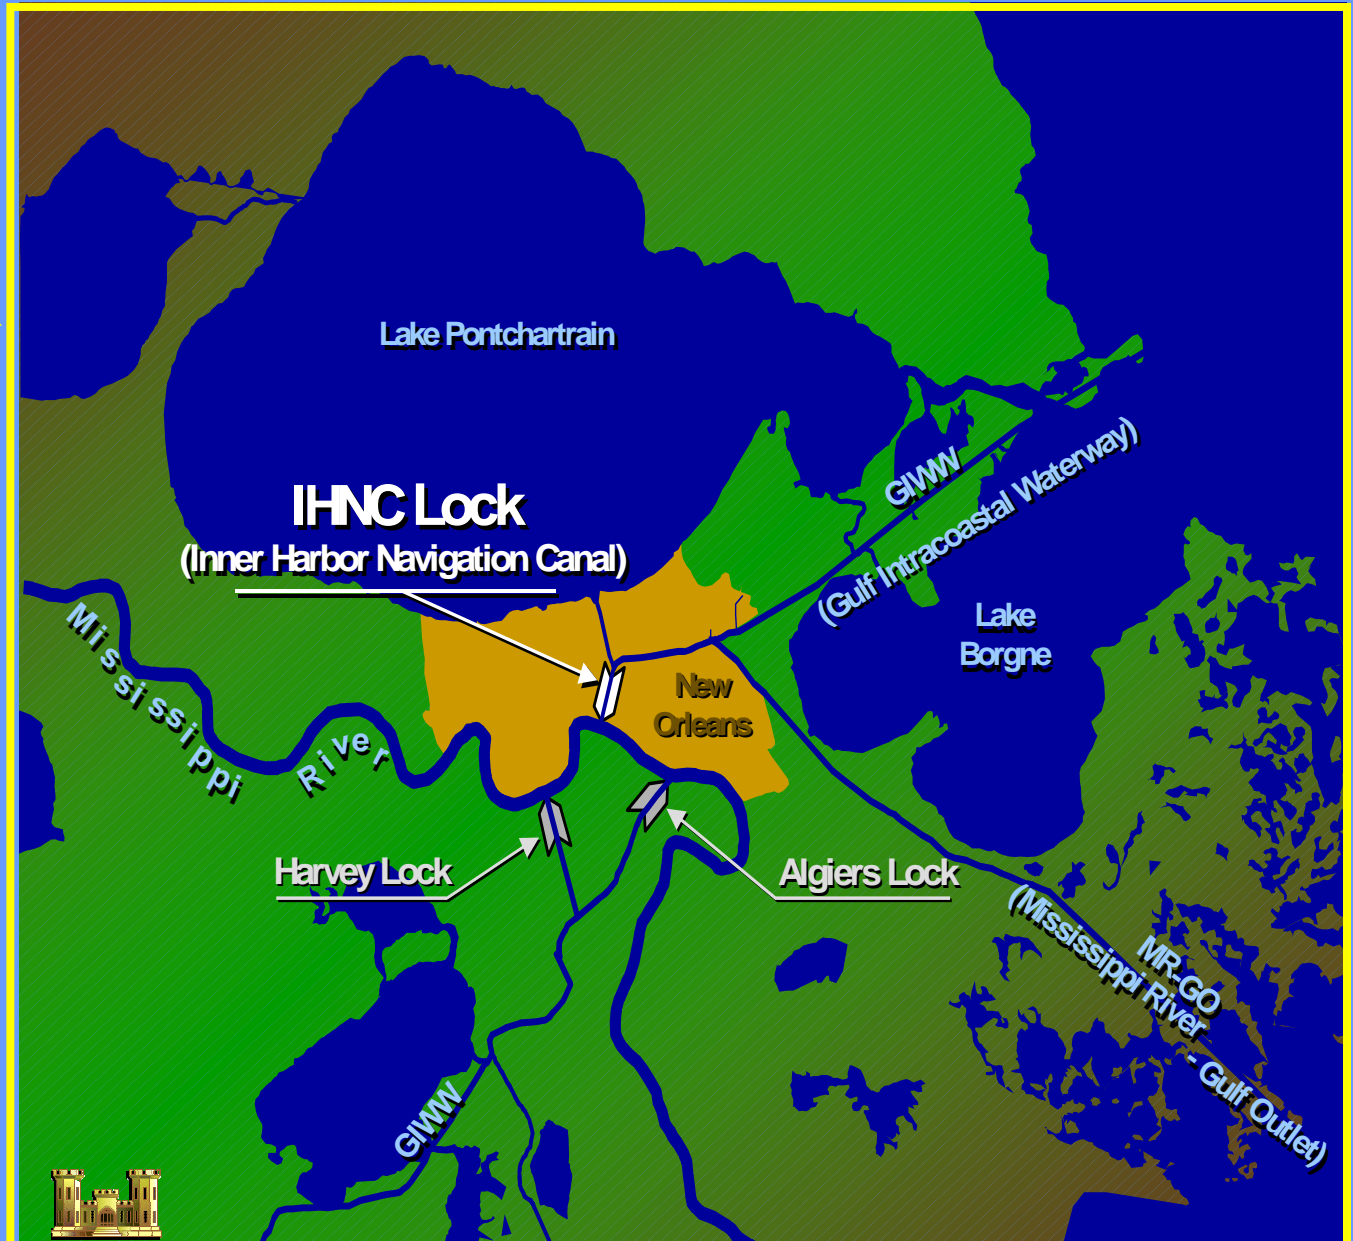 Lake Pontchartrain
GIWW
(Gulf Intracoastal Waterway)
IHNC Lock
(Inner Harbor Navigation Canal)
Lake
Borgne
Mississippi River
New
Orleans
Harvey Lock
Algiers Lock
MR-GO
(Mississippi River
- Gulf Outlet)
GIWW